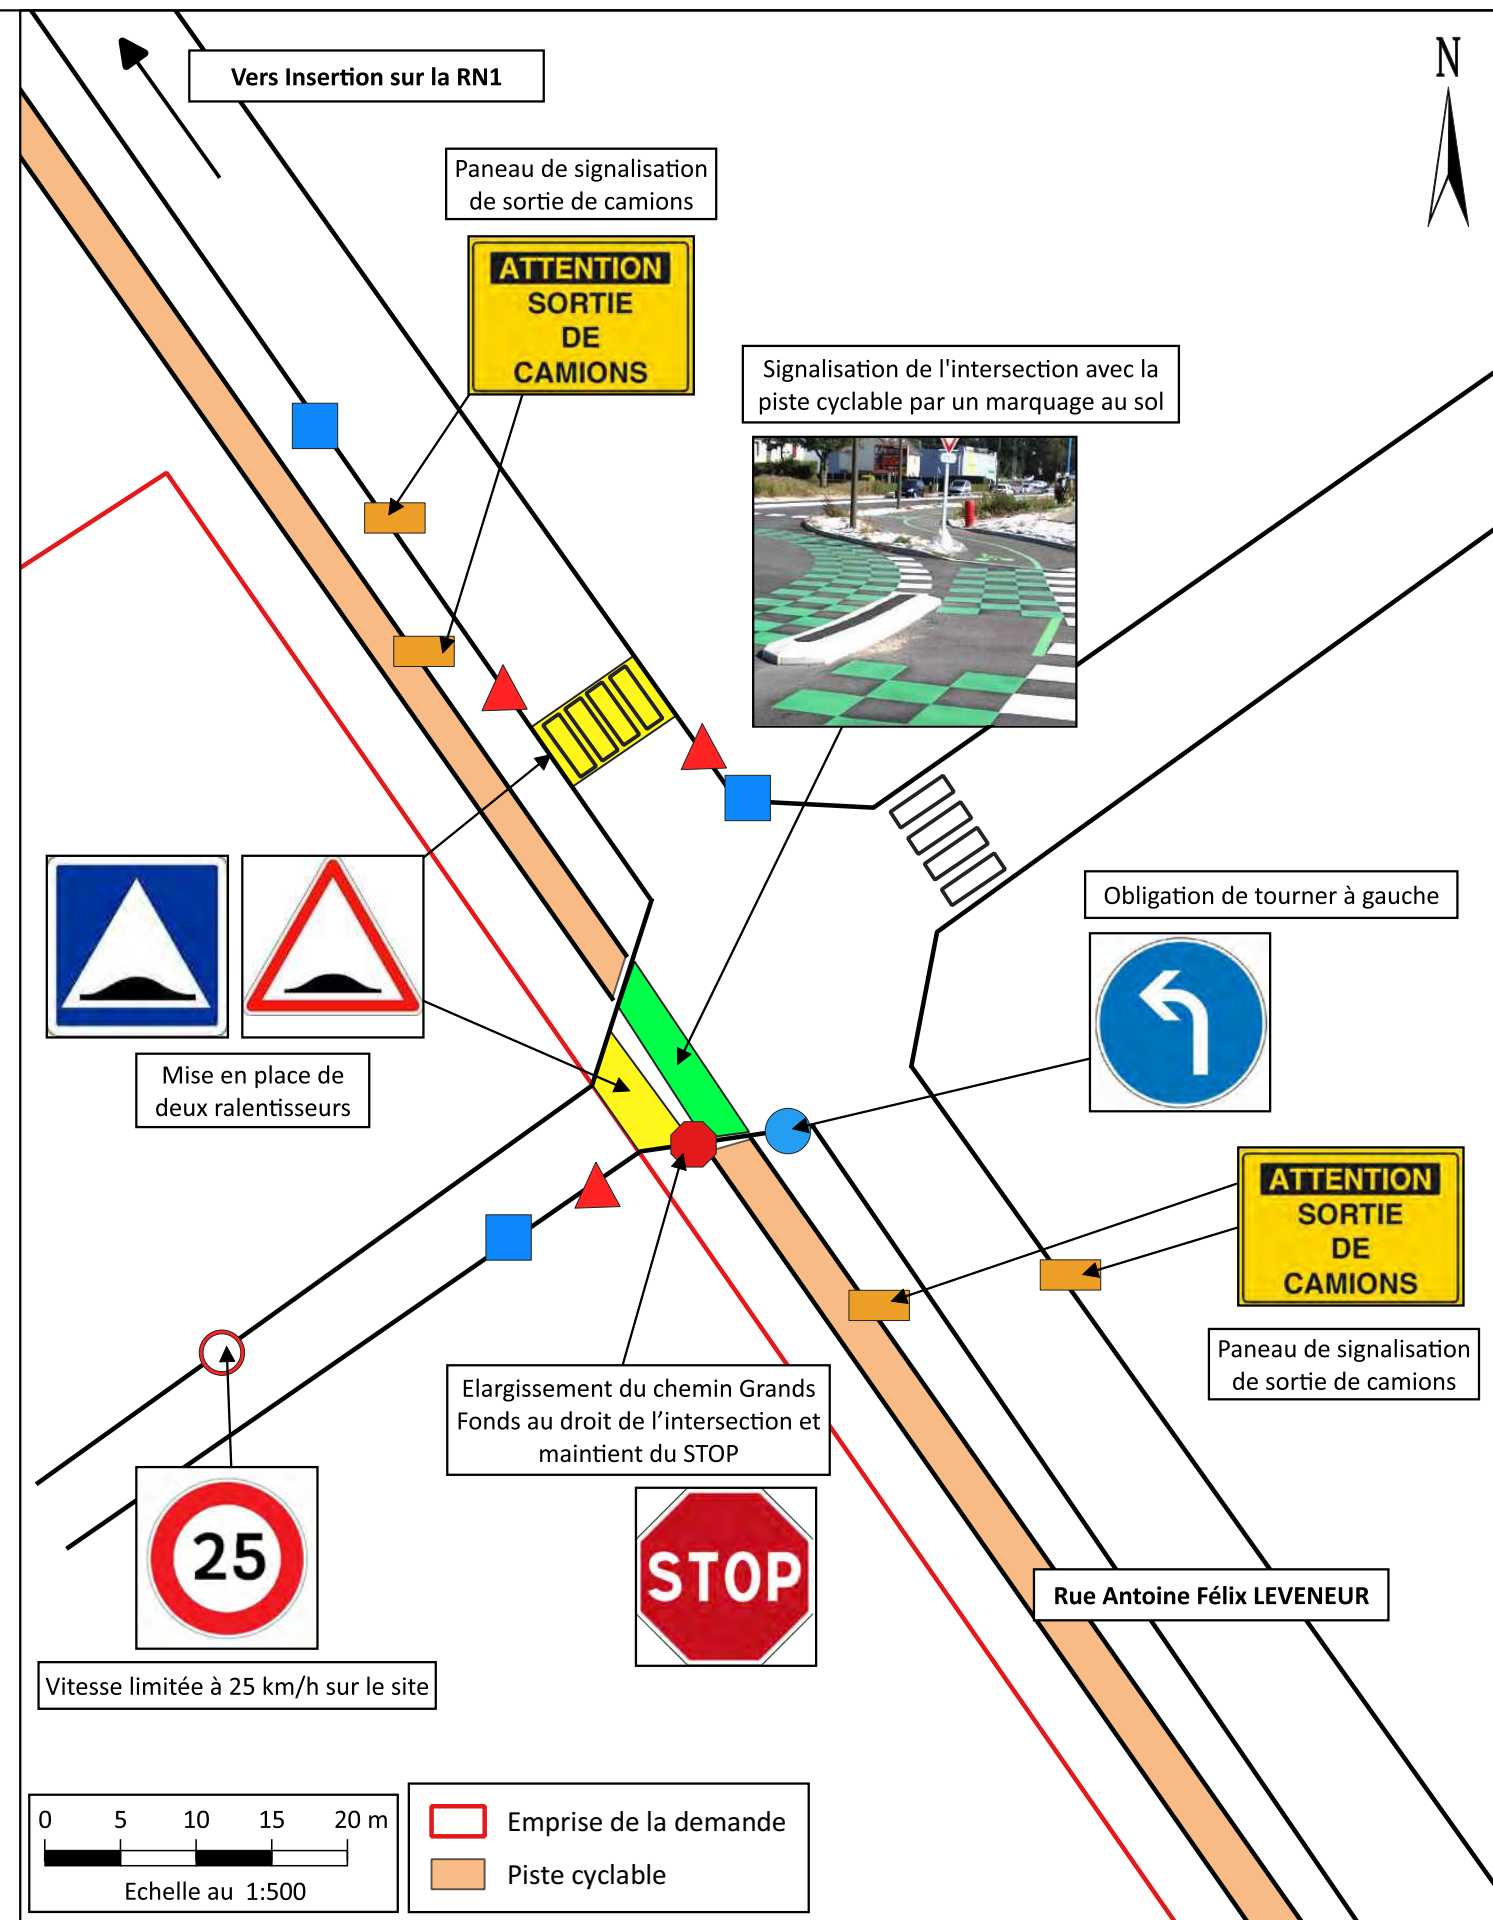 Vers Insertion sur la RN1
N
Paneau de signalisation
de sortie de camions
ATTENTION
SORTIE
DE
CAMIONS
Signalisation de l'intersection avec la
piste cyclable par un marquage au sol
Obligation de tourner à gauche
Mise en place de
deux ralentisseurs
ATTENTION
SORTIE
DE
CAMIONS
Paneau de signalisation
de sortie de camions
Elargissement du chemin Grands
Fonds au droit de l’intersection et
maintient du STOP
25
STOP
Rue Antoine Félix LEVENEUR
Vitesse limitée à 25 km/h sur le site
0 5 10 15 20 m
Echelle au 1:500
Emprise de la demande
Piste cyclable